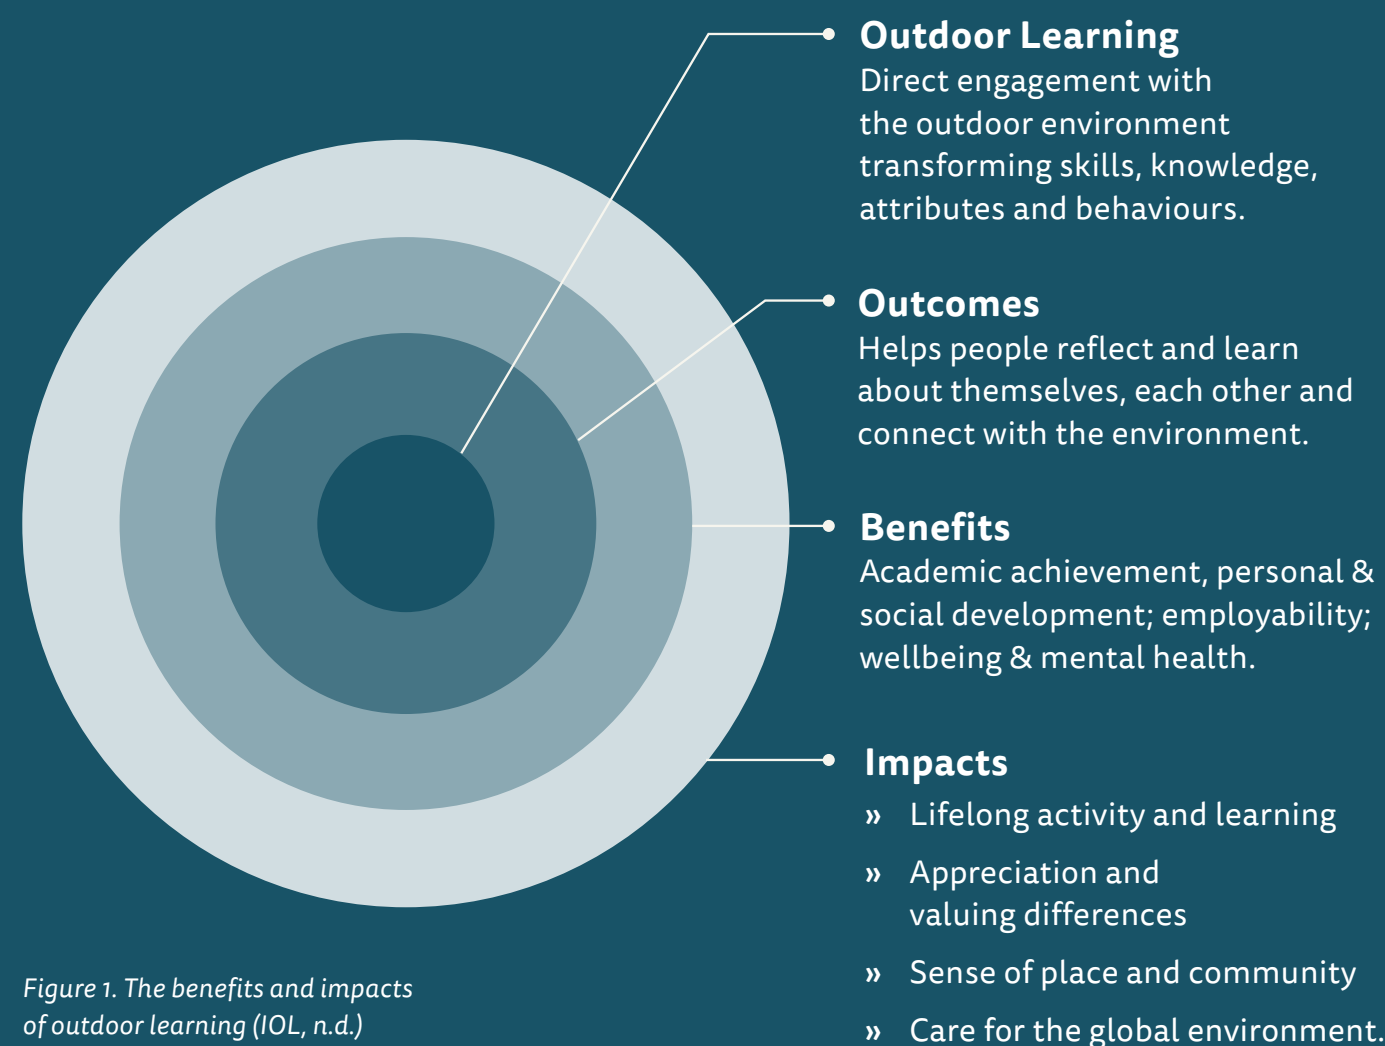 Outdoor Learning
Direct engagement with
the outdoor environment
transforming skills, knowledge,
attributes and behaviours.
Outcomes
Helps people reflect and learn
about themselves, each other and
connect with the environment.
Benefits
Academic achievement, personal &
social development; employability;
wellbeing & mental health.
Impacts
» Lifelong activity and learning
» Appreciation and
valuing differences
» Sense of place and community
» Care for the global environment.
Figure 1. The benefits and impacts
of outdoor learning (IOL, n.d.)